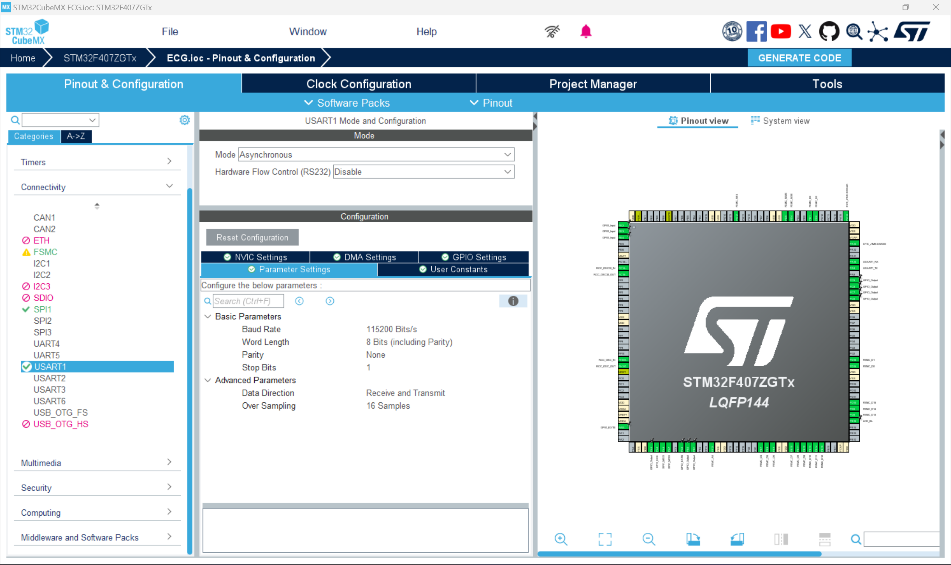 STM32CubeMX ECG.ioc: STM32F407ZGTx
STM32
CubeMX
File
Window
Help
Home
STM32F407ZGTx
ECG.ioc - Pinout & Configuration
GENERATE CODE
Pinout & Configuration
Clock Configuration
Project Manager
Tools
Software Packs
Pinout
Categories
A->Z
Timers
Connectivity
CAN1
CAN2
ETH
FSMC
I2C1
I2C2
I2C3
SDIO
SPI1
SPI2
SPI3
UART4
UART5
USART1
USART2
USART3
USART6
USB_OTG_FS
USB_OTG_HS
Multimedia
Security
Computing
Middleware and Software Packs
USART1 Mode and Configuration
Mode
Mode Asynchronous
Hardware Flow Control (RS232) Disable
Configuration
Reset Configuration
NVIC Settings
DMA Settings
GPIO Settings
Parameter Settings
User Constants
Configure the below parameters :
Search (Ctrl+F)
Basic Parameters
Baud Rate 115200 Bits/s
Word Length 8 Bits (including Parity)
Parity None
Stop Bits 1
Advanced Parameters
Data Direction Receive and Transmit
Over Sampling 16 Samples
Pinout view
System view
STM32F407ZGTx
LQFP144